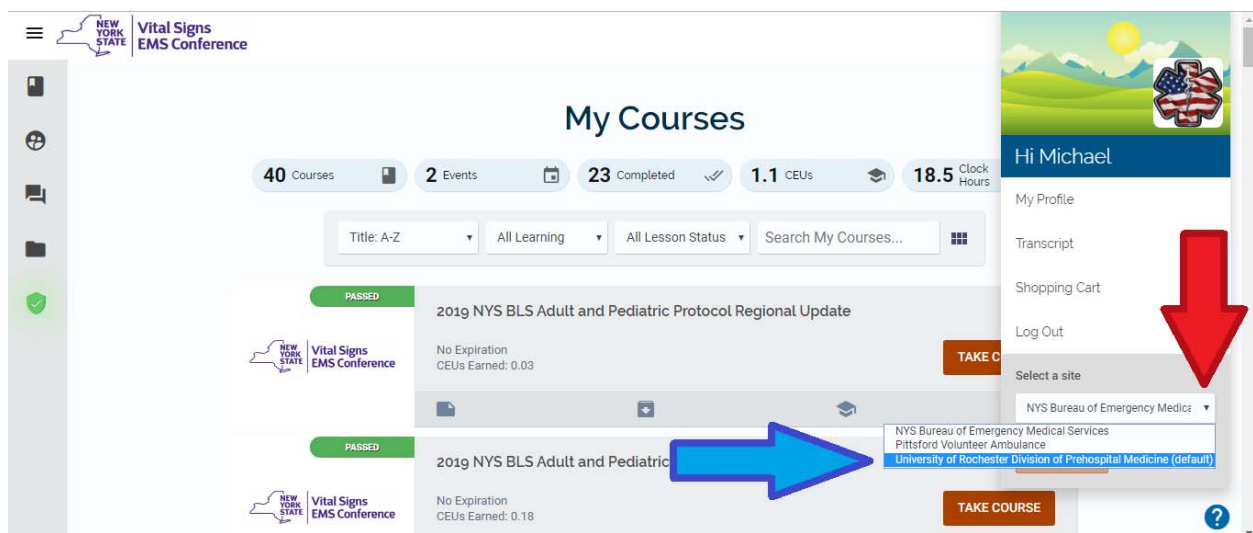 NEW
YORK
STATE
Vital Signs
EMS Conference
My Courses
40 Courses
2 Events
23 Completed
1.1 CEUs
18.5 Clock Hours
Title: A-Z
All Learning
All Lesson Status
Search My Courses...
Hi Michael
My Profile
Transcript
Shopping Cart
Log Out
Select a site
NYS Bureau of Emergency Medica
NYS Bureau of Emergency Medical Services
Pittsford Volunteer Ambulance
University of Rochester Division of Prehospital Medicine (default)
PASSED
2019 NYS BLS Adult and Pediatric Protocol Regional Update
NEW
YORK
STATE
Vital Signs
EMS Conference
No Expiration
CEUs Earned: 0.03
TAKE C
PASSED
2019 NYS BLS Adult and Pediatric
NEW
YORK
STATE
Vital Signs
EMS Conference
No Expiration
CEUs Earned: 0.18
TAKE COURSE
?